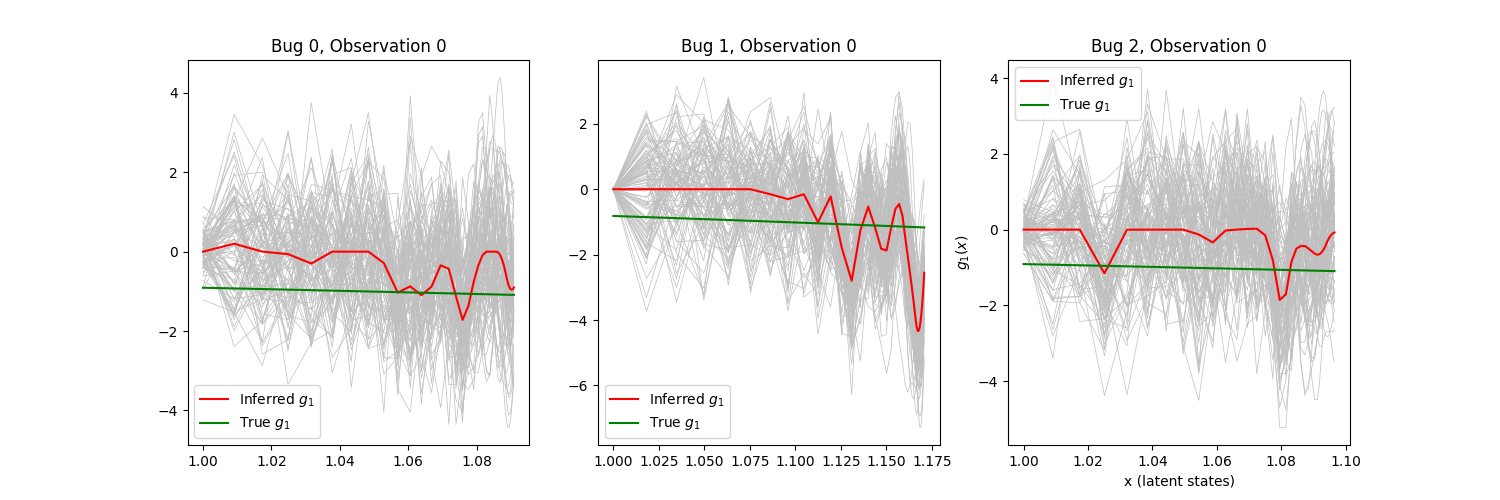 Bug 0, Observation 0
4
2
0
−2
−4
1.00 1.02 1.04 1.06 1.08
Inferred g₁
True g₁
Bug 1, Observation 0
2
0
−2
−4
−6
1.000 1.025 1.050 1.075 1.100 1.125 1.150 1.175
Inferred g₁
True g₁
Bug 2, Observation 0
g₁(x)
4
2
0
−2
−4
1.00 1.02 1.04 1.06 1.08 1.10
x (latent states)
Inferred g₁
True g₁